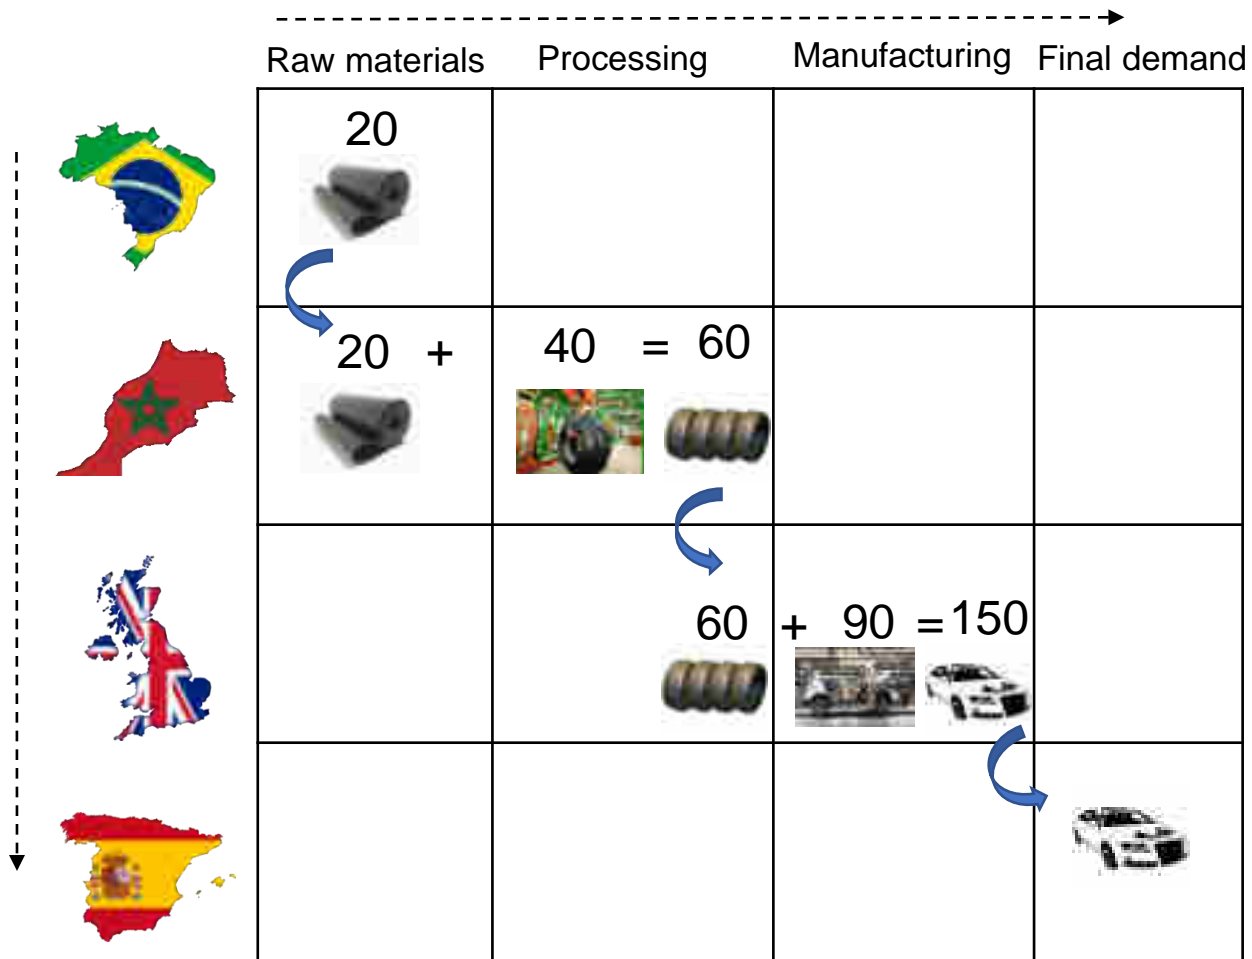 Raw materials Processing Manufacturing Final demand
20
20 + 40 = 60
60 + 90 = 150